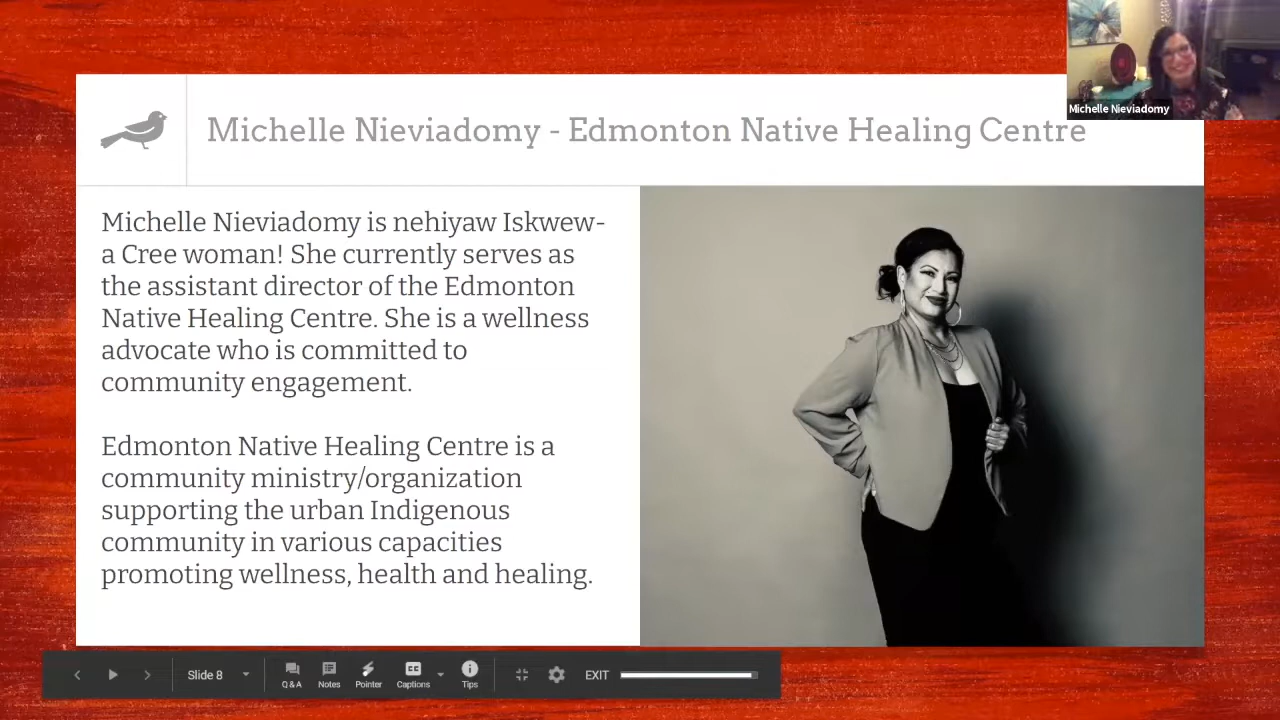 Michelle Nieviadomy
Michelle Nieviadomy - Edmonton Native Healing Centre
Michelle Nieviadomy is nehiyaw Iskwew-
a Cree woman! She currently serves as
the assistant director of the Edmonton
Native Healing Centre. She is a wellness
advocate who is committed to
community engagement.
Edmonton Native Healing Centre is a
community ministry/organization
supporting the urban Indigenous
community in various capacities
promoting wellness, health and healing.
Slide 8
Q & A
Notes
Pointer
CC
Captions
Tips
EXIT